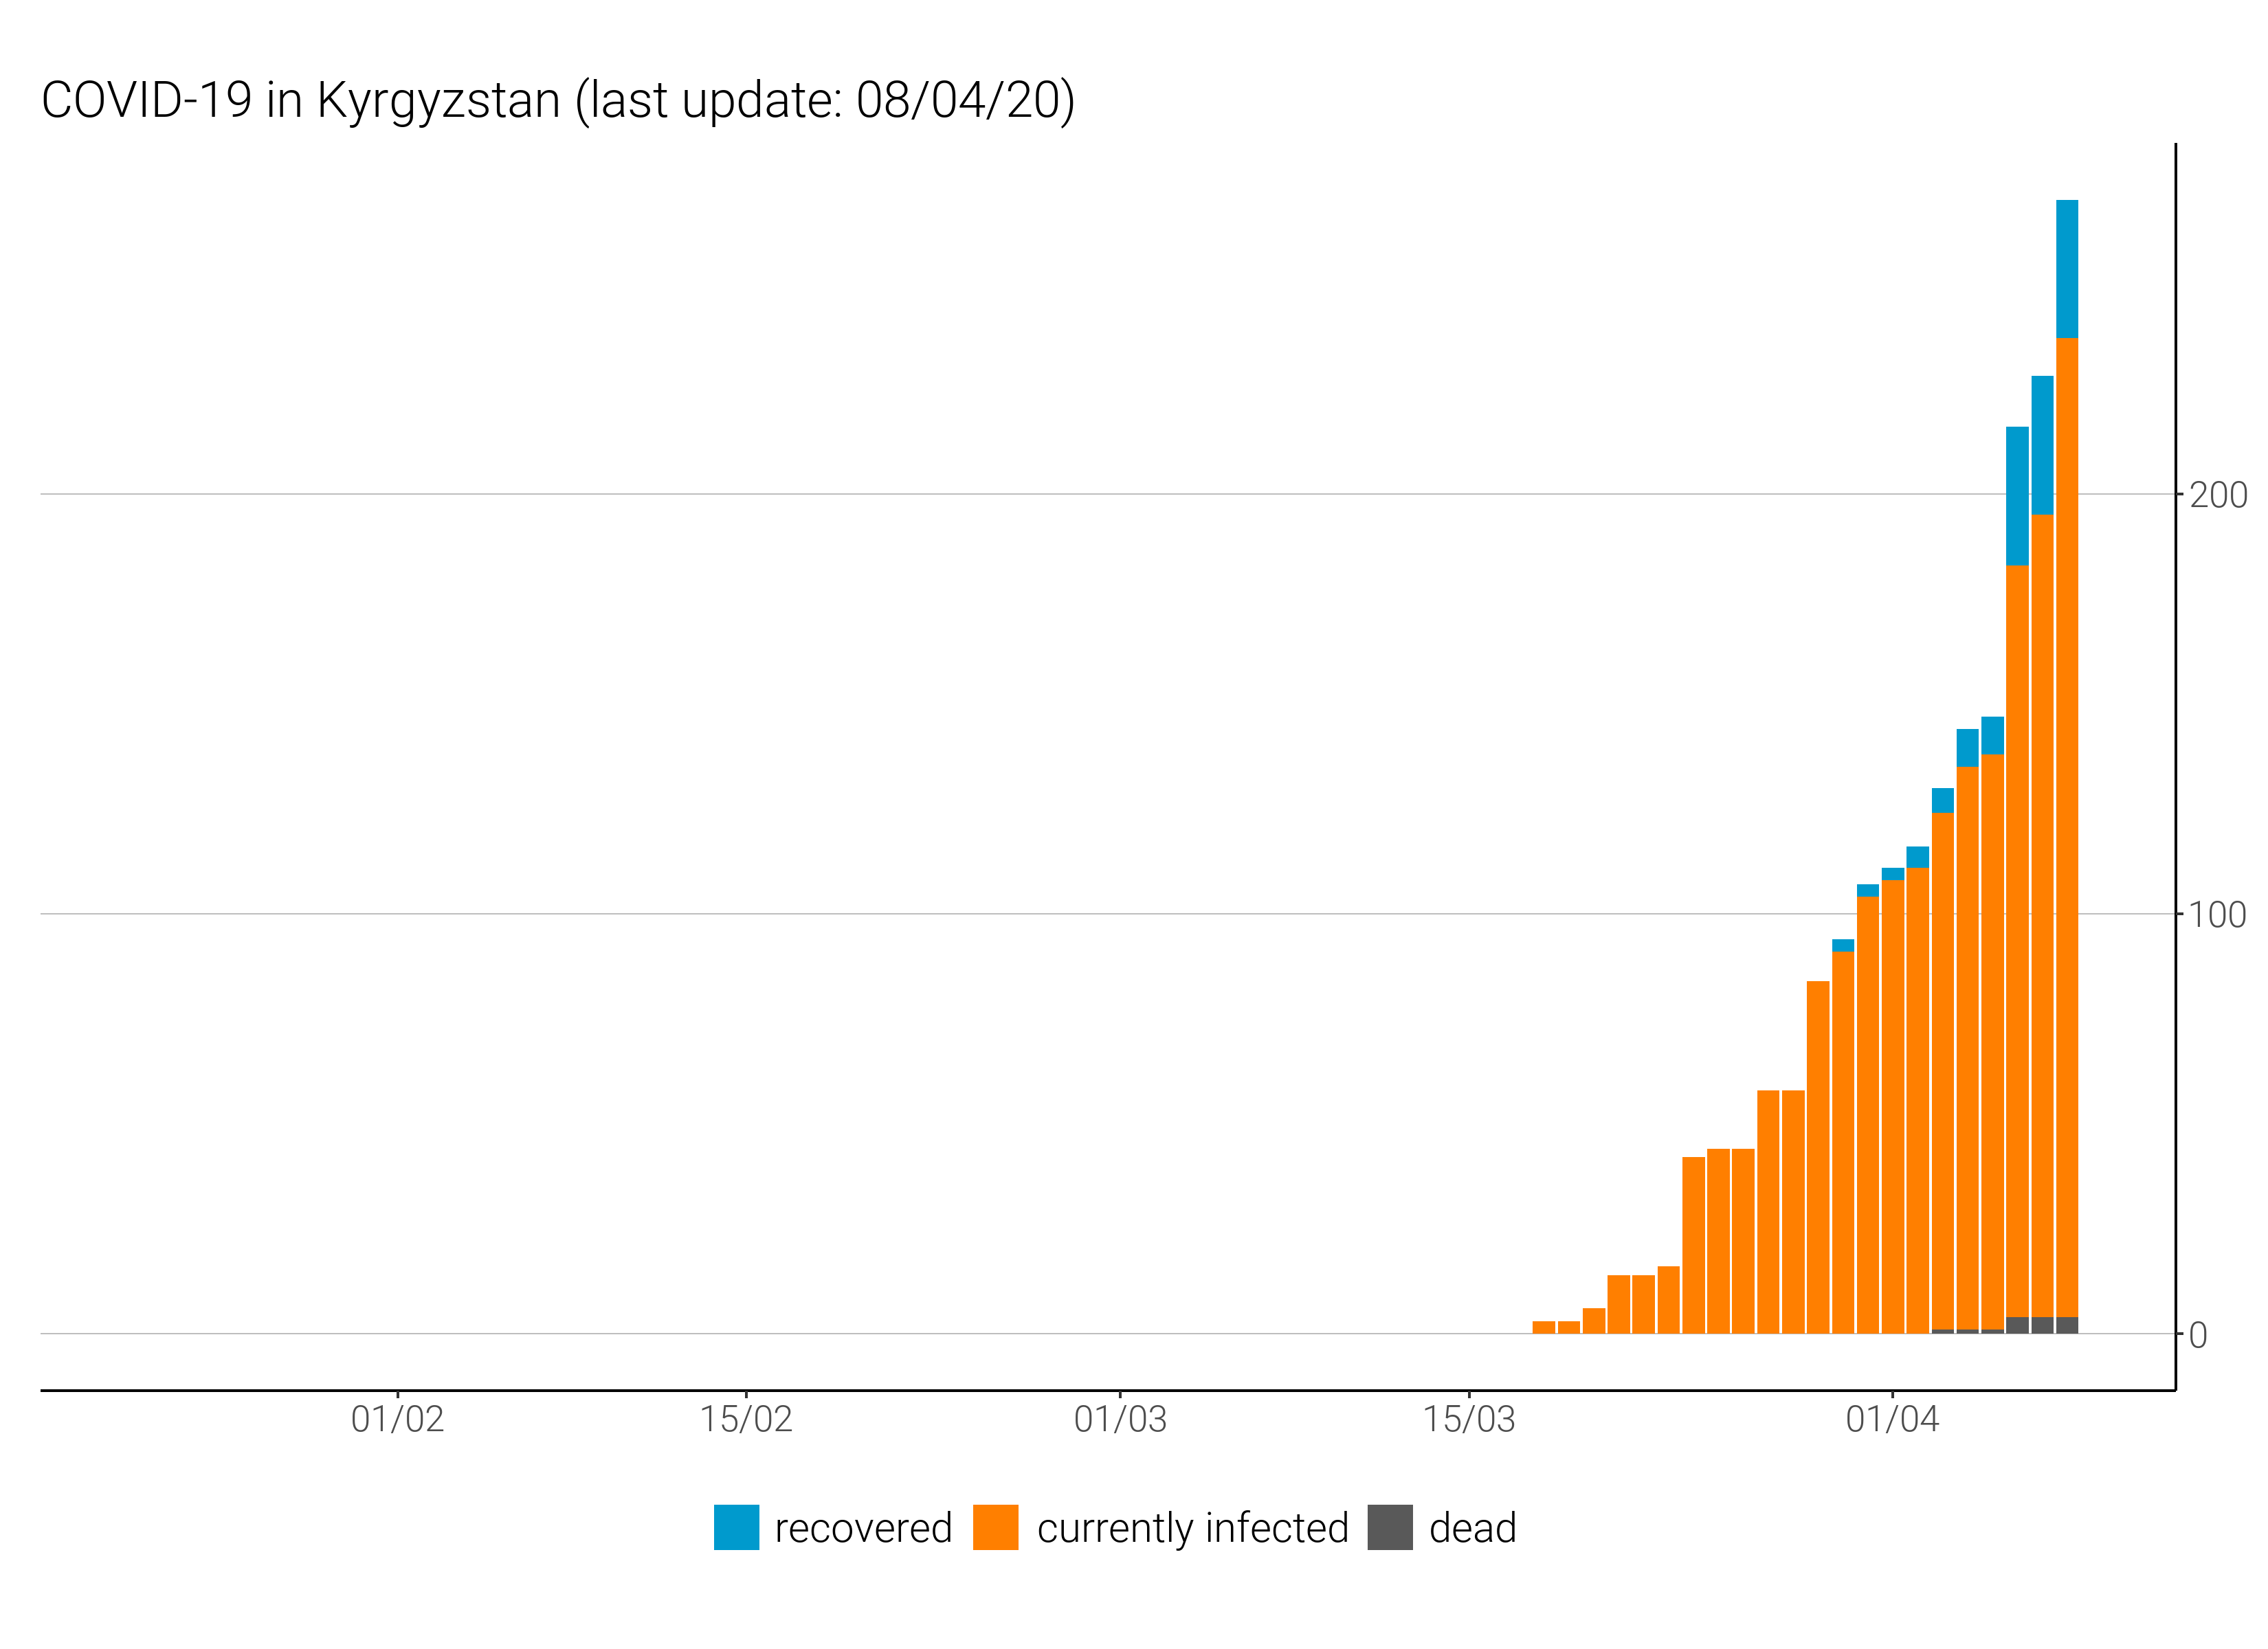 COVID-19 in Kyrgyzstan (last update: 08/04/20)
200
100
0
01/02 15/02 01/03 15/03 01/04
recovered currently infected dead